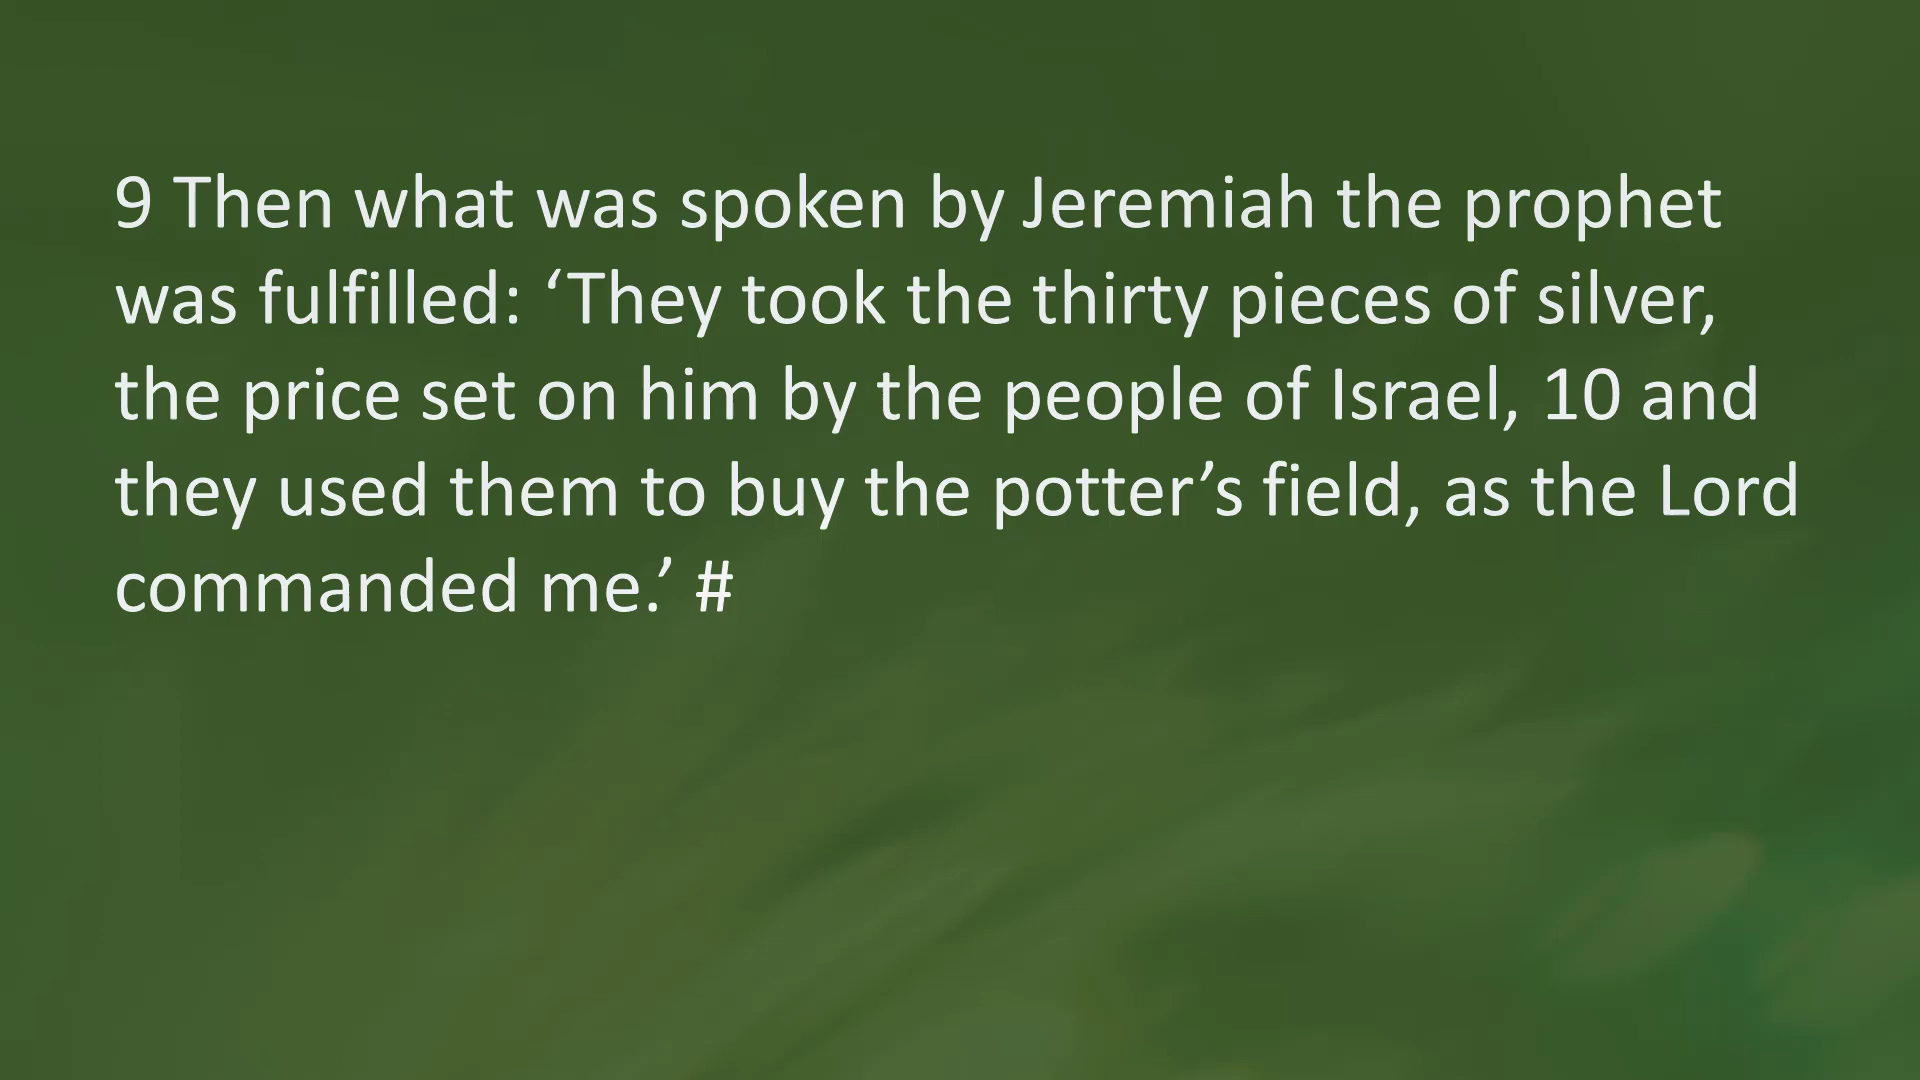 9 Then what was spoken by Jeremiah the prophet
was fulfilled: ‘They took the thirty pieces of silver,
the price set on him by the people of Israel, 10 and
they used them to buy the potter’s field, as the Lord
commanded me.’ #